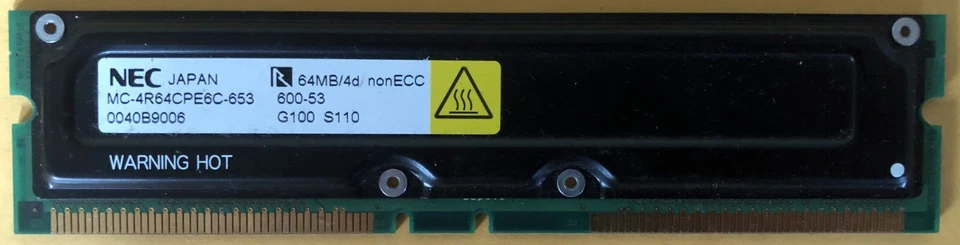 NEC JAPAN
MC-4R64CPE6C-653
0040B9006
64MB/4d/nonECC
600-53
G100 S110
WARNING HOT